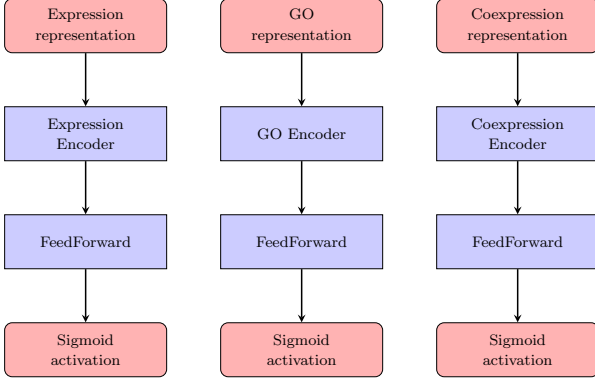 Expression
representation
GO
representation
Coexpression
representation
Expression
Encoder
GO Encoder
Coexpression
Encoder
FeedForward
FeedForward
FeedForward
Sigmoid
activation
Sigmoid
activation
Sigmoid
activation